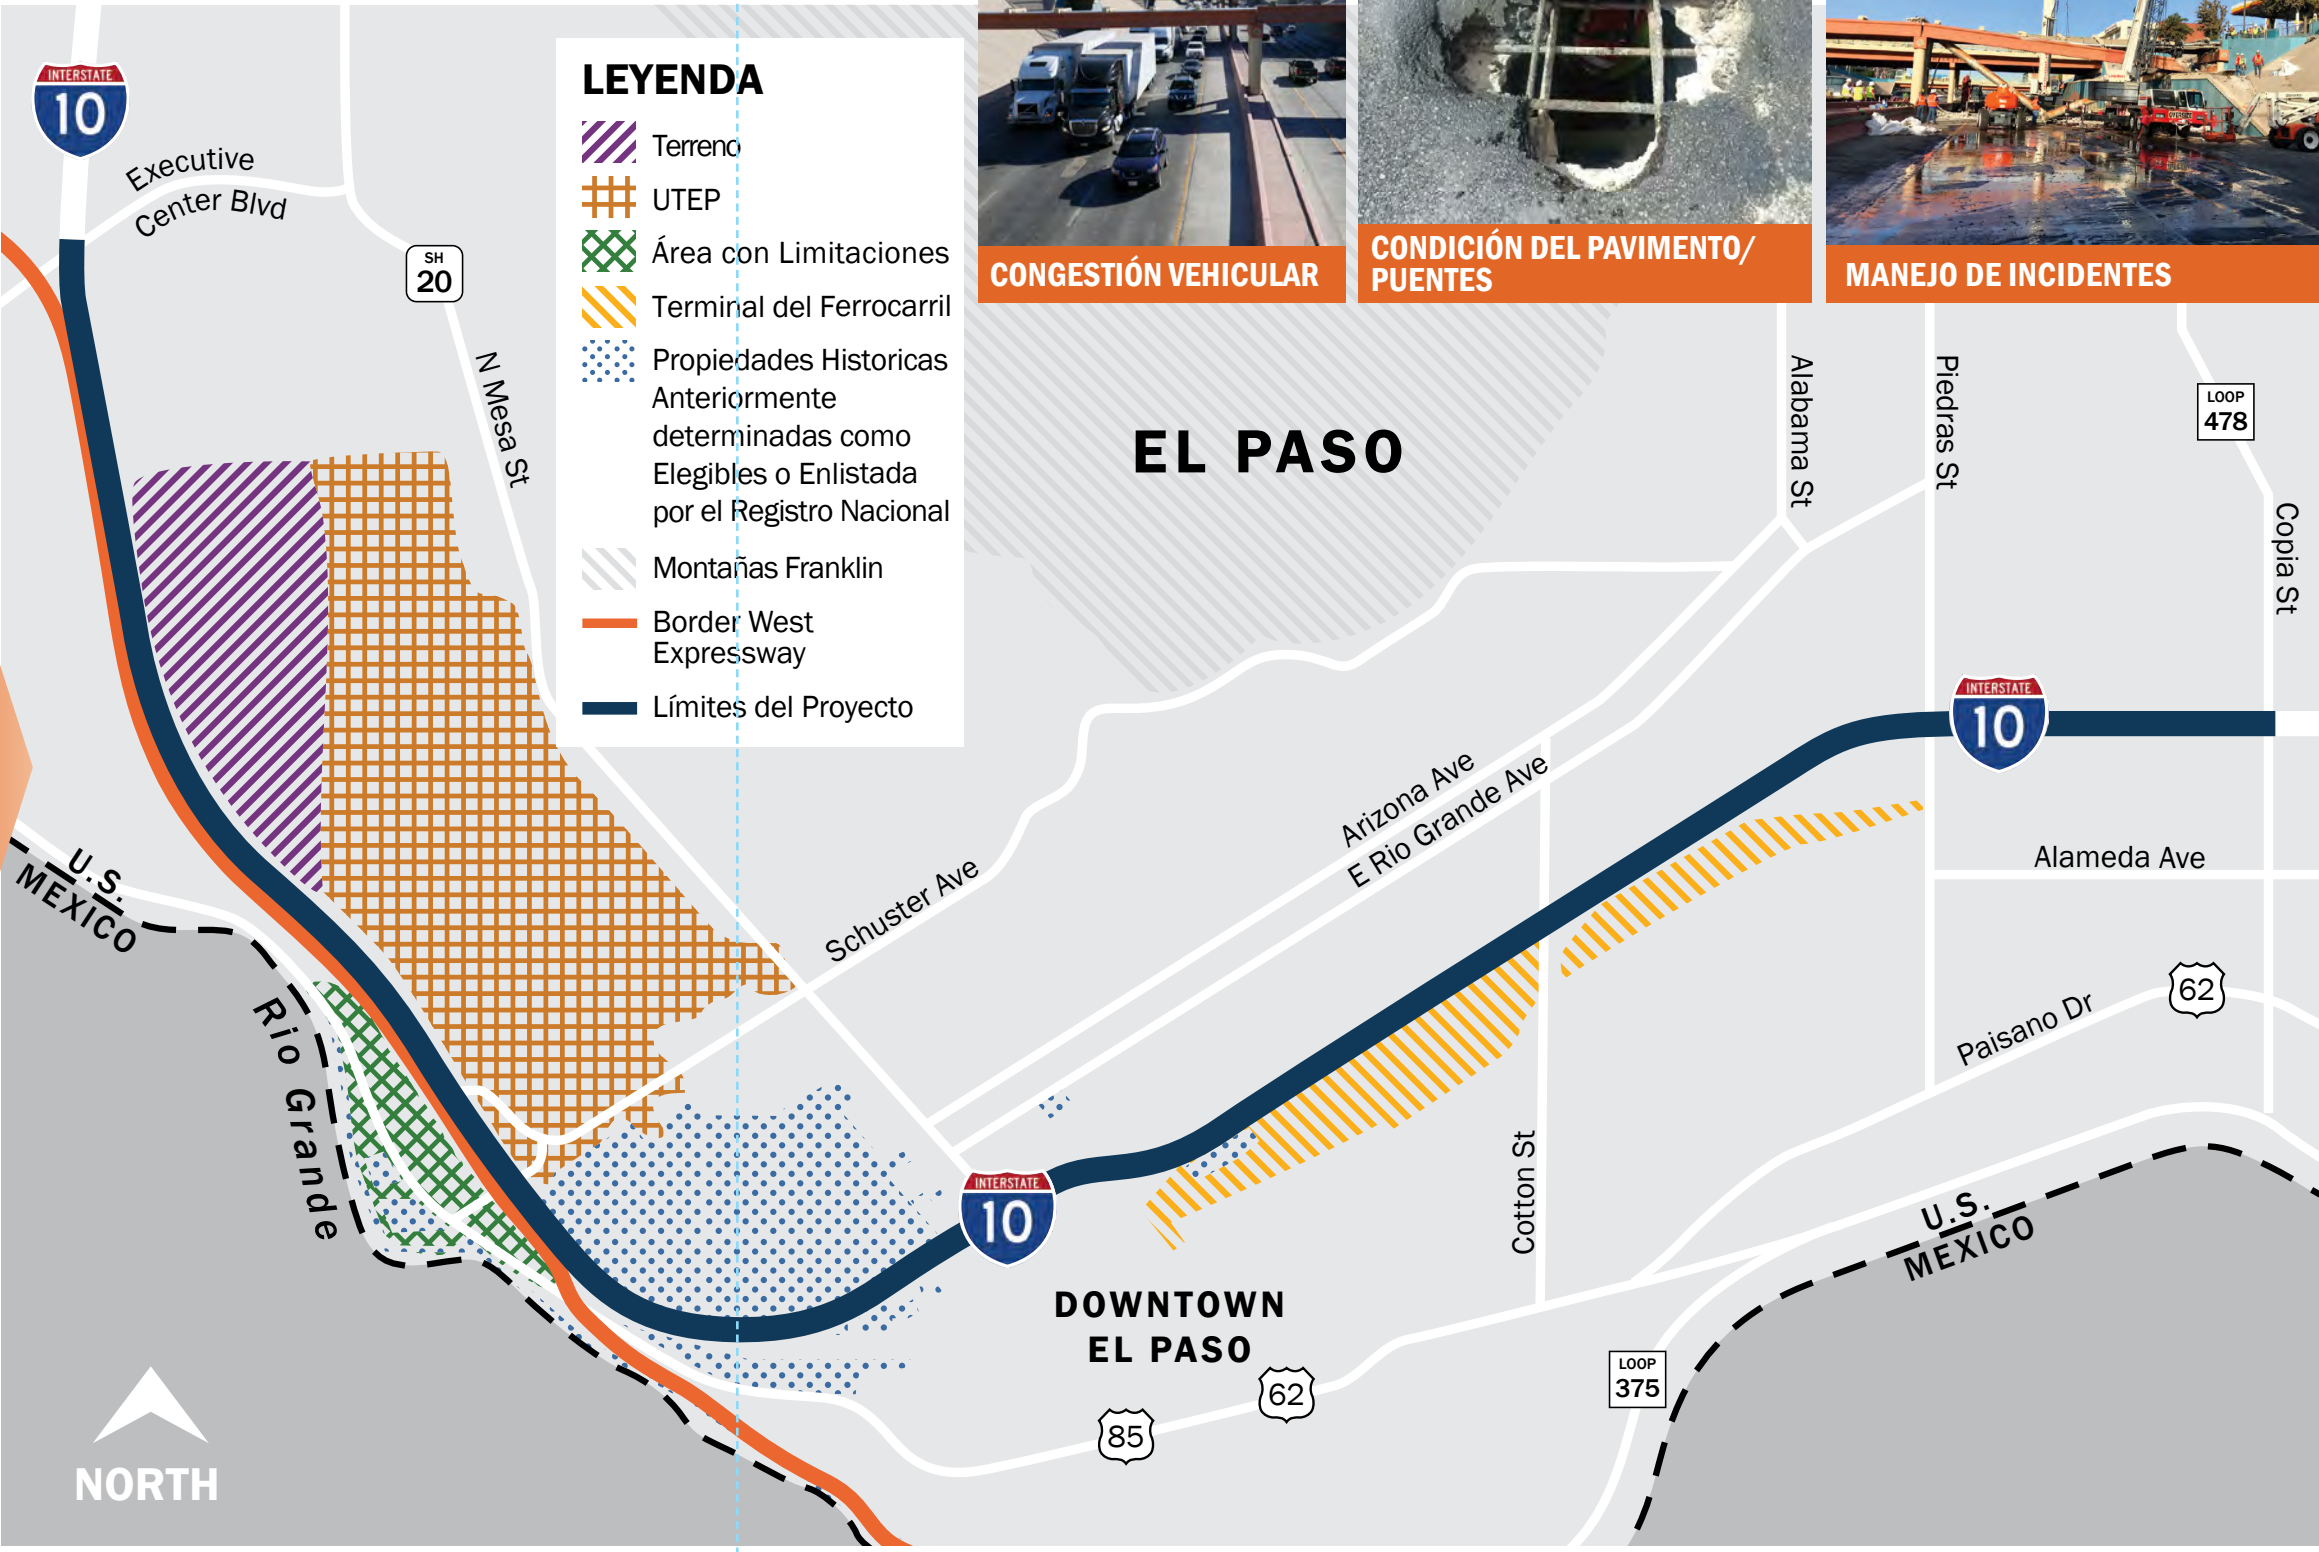 INTERSTATE
10
Executive
Center Blvd
SH
20
N Mesa St
LEYENDA
Terreno
UTEP
Área con Limitaciones
Terminal del Ferrocarril
Propiedades Historicas
Anteriormente
determinadas como
Elegibles o Enlistada
por el Registro Nacional
Montañas Franklin
Border West
Expressway
Límites del Proyecto
CONGESTIÓN VEHICULAR
CONDICIÓN DEL PAVIMENTO/
PUENTES
MANEJO DE INCIDENTES
EL PASO
Alabama St
Piedras St
LOOP
478
Copia St
INTERSTATE
10
Arizona Ave
E Rio Grande Ave
Alameda Ave
Schuster Ave
U.S.
MEXICO
Rio Grande
62
Paisano Dr
Cotton St
INTERSTATE
10
U.S.
MEXICO
DOWNTOWN
EL PASO
LOOP
375
62
85
NORTH